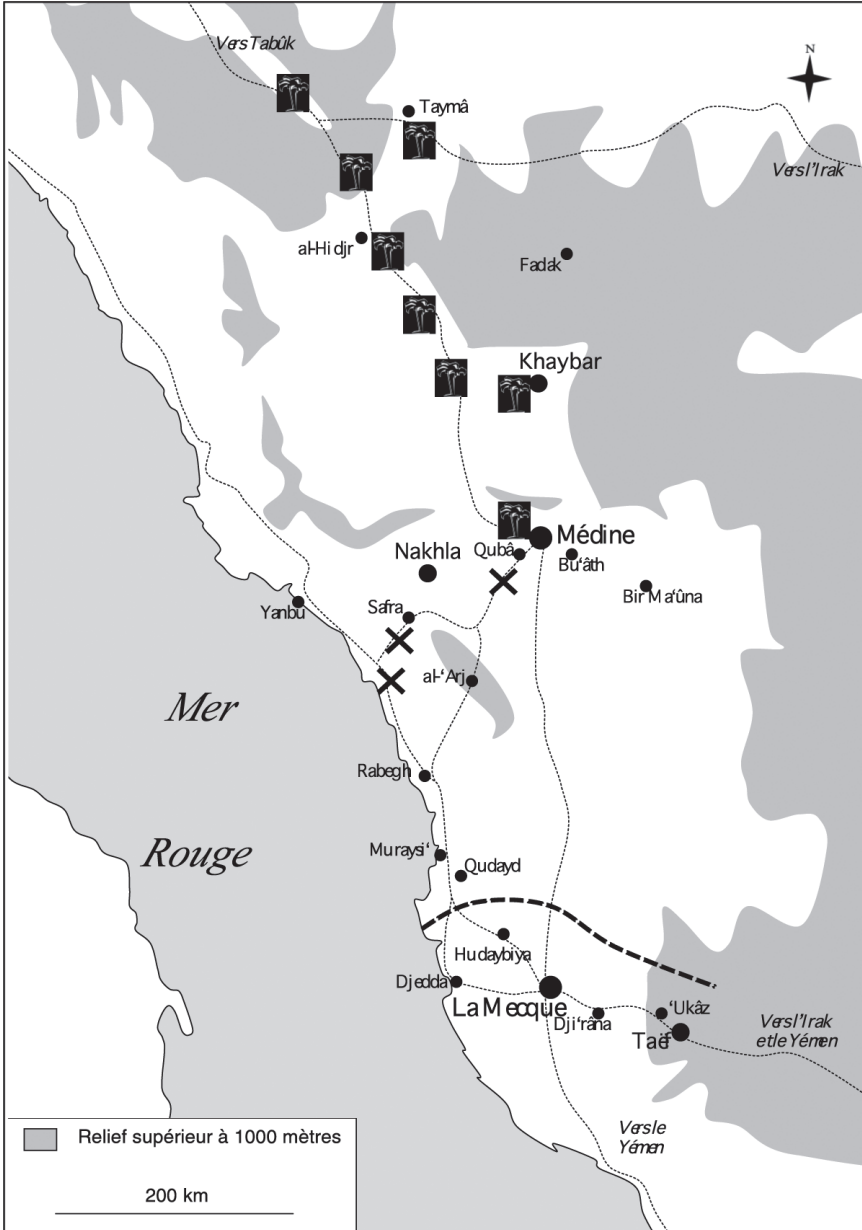 Vers Tabûk
N
Taymâ
Vers l'Irak
al-Hidjr
Fadak
Khaybar
Médine
Qubâ
Bu'âth
Nakhla
Bir Ma'ûna
Yanbu
Safra
al-'Arj
Mer
Rabegh
Rouge
Muraysi'
Qudayd
Hudaybiya
Djedda
La Mecque
'Ukâz
Dji'râna
Taëf
Vers l'Irak
et le Yémen
Vers le
Yémen
Relief supérieur à 1000 mètres
200 km